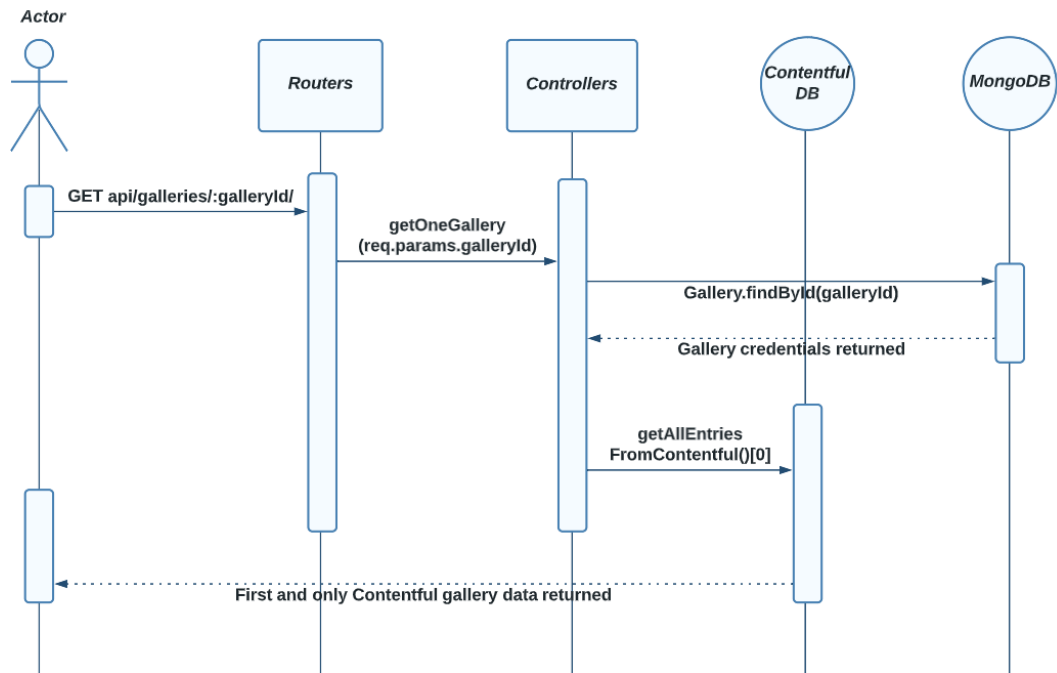 Actor
Routers
Controllers
Contentful
DB
MongoDB
GET api/galleries/:galleryId/
getOneGallery
(req.params.galleryId)
Gallery.findById(galleryId)
Gallery credentials returned
getAllEntries
FromContentful()[0]
First and only Contentful gallery data returned